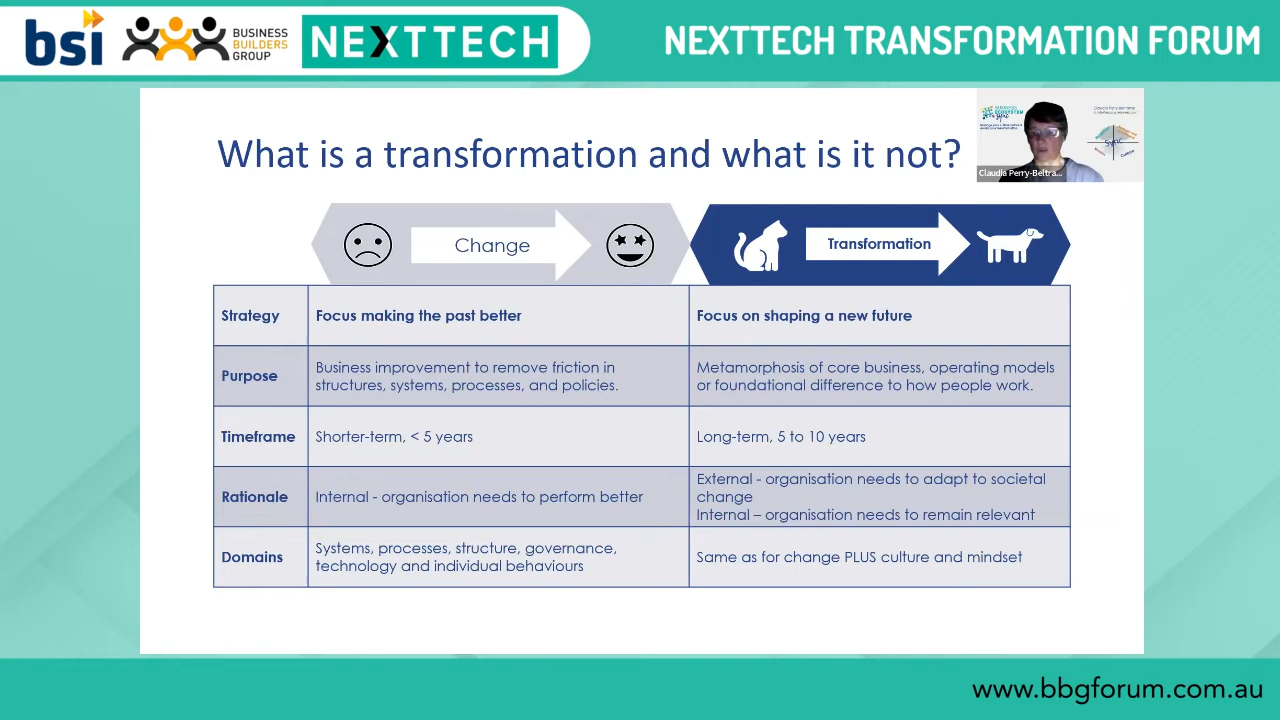 bsi
BUSINESS
BUILDERS
GROUP
NEXTTECH
NEXTTECH TRANSFORMATION FORUM
What is a transformation and what is it not?
Claudia Perry-Beltra...
Sync
Change
Transformation
Strategy
Focus making the past better
Focus on shaping a new future
Purpose
Business improvement to remove friction in
structures, systems, processes, and policies.
Metamorphosis of core business, operating models
or foundational difference to how people work.
Timeframe
Shorter-term, < 5 years
Long-term, 5 to 10 years
Rationale
Internal - organisation needs to perform better
External - organisation needs to adapt to societal
change
Internal – organisation needs to remain relevant
Domains
Systems, processes, structure, governance,
technology and individual behaviours
Same as for change PLUS culture and mindset
www.bbgforum.com.au